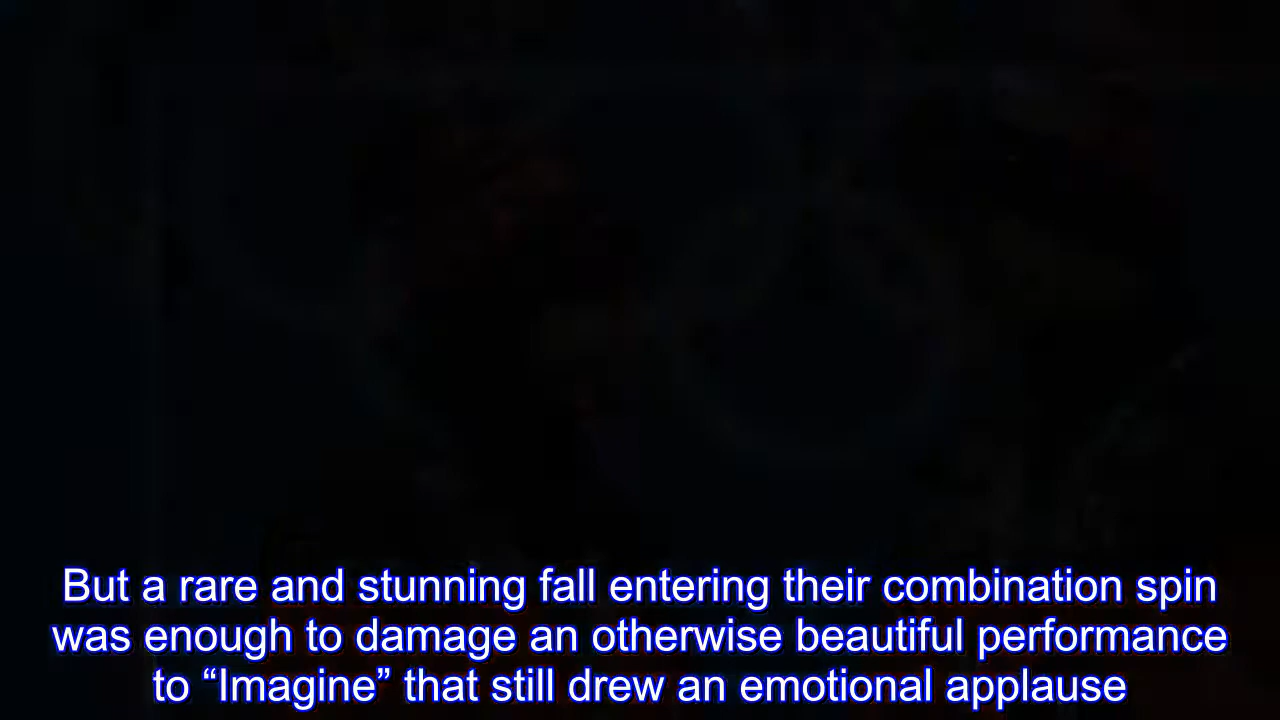 But a rare and stunning fall entering their combination spin
was enough to damage an otherwise beautiful performance
to “Imagine” that still drew an emotional applause